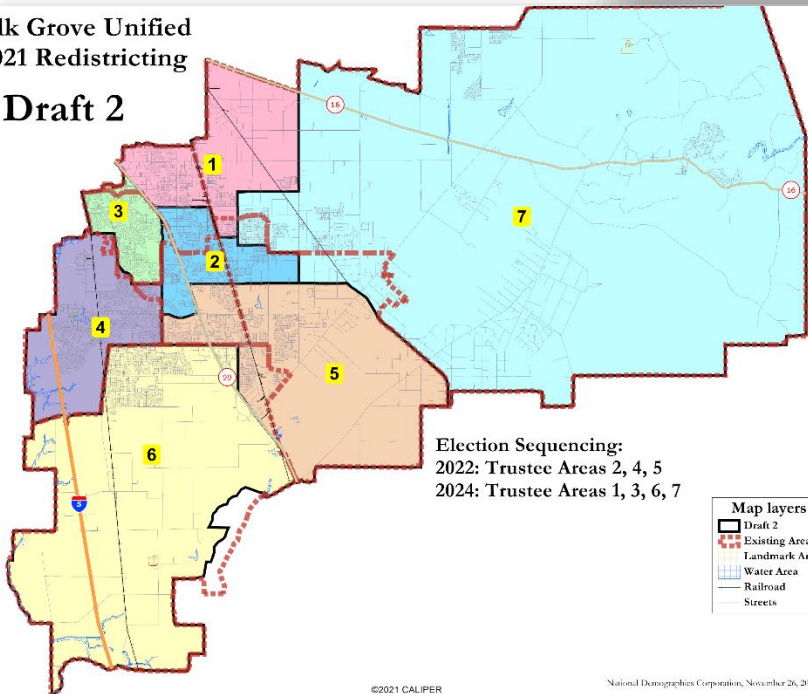 lk Grove Unified
021 Redistricting
Draft 2
16
1
3
7
16
2
4
5
99
6
Election Sequencing:
2022: Trustee Areas 2, 4, 5
2024: Trustee Areas 1, 3, 6, 7
5
Map layers
Draft 2
Existing Area
Landmark Ar
Water Area
Railroad
Streets
©2021 CALIPER
National Demographics Corporation, November 26, 20